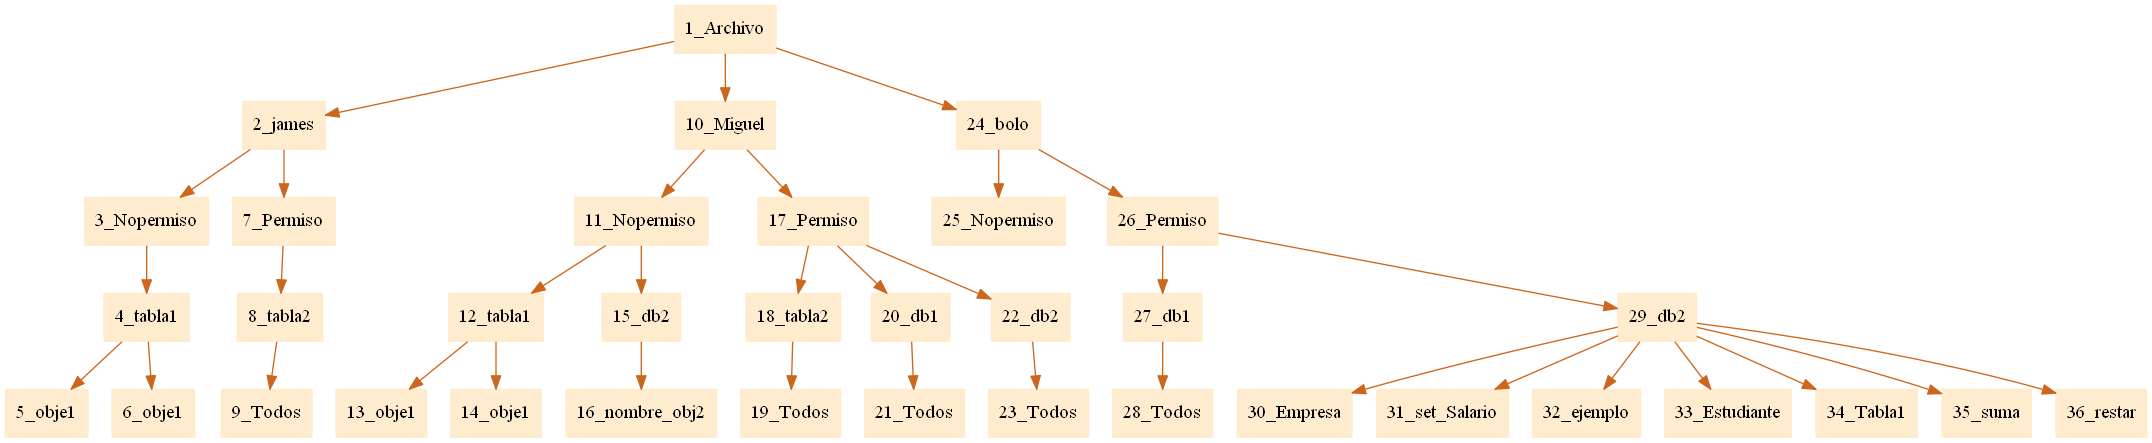 1_Archivo
2_james
10_Miguel
24_bolo
3_Nopermiso
7_Permiso
11_Nopermiso
17_Permiso
25_Nopermiso
26_Permiso
4_tabla1
8_tabla2
12_tabla1
15_db2
18_tabla2
20_db1
22_db2
27_db1
29_db2
5_obje1
6_obje1
9_Todos
13_obje1
14_obje1
16_nombre_obj2
19_Todos
21_Todos
23_Todos
28_Todos
30_Empresa
31_set_Salario
32_ejemplo
33_Estudiante
34_Tabla1
35_suma
36_restar